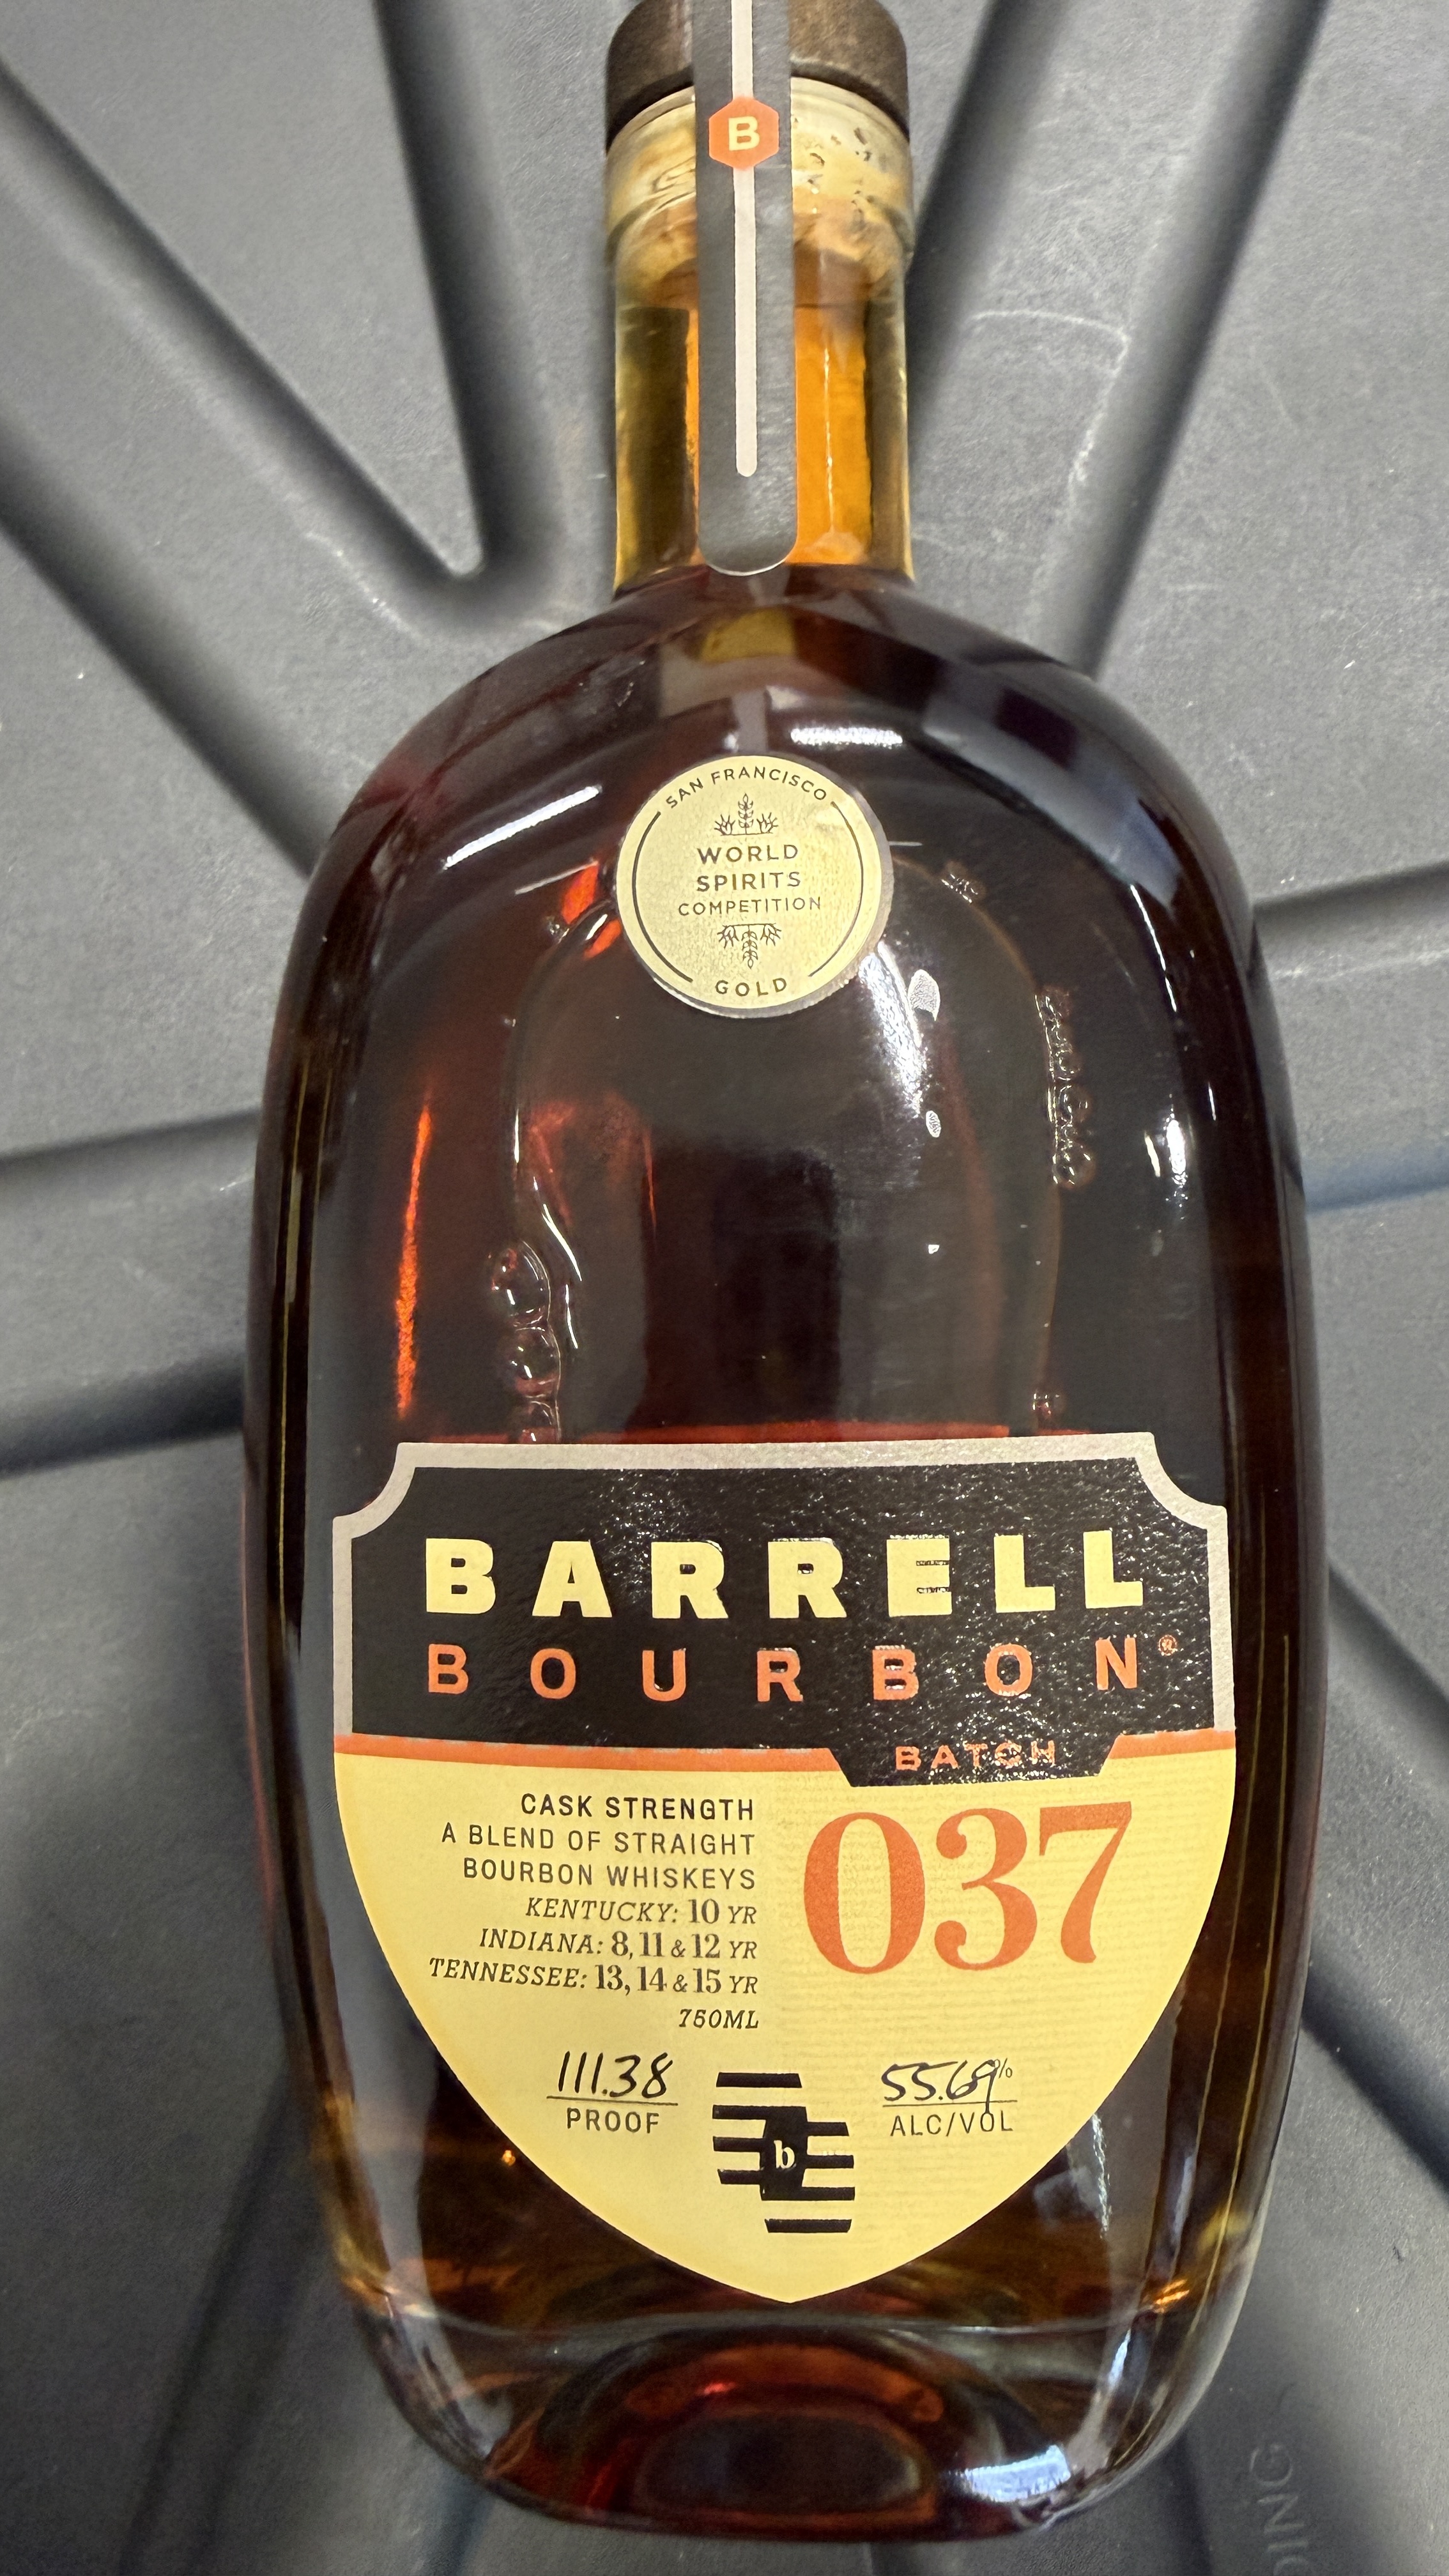 B
SAN FRANCISCO
WORLD
SPIRITS
COMPETITION
GOLD
BARRELL
BOURBON®
BATCH
037
CASK STRENGTH
A BLEND OF STRAIGHT
BOURBON WHISKEYS
KENTUCKY: 10 YR
INDIANA: 8, 11 & 12 YR
TENNESSEE: 13, 14 & 15 YR
750ML
111.38
PROOF
55.69%
ALC/VOL
b